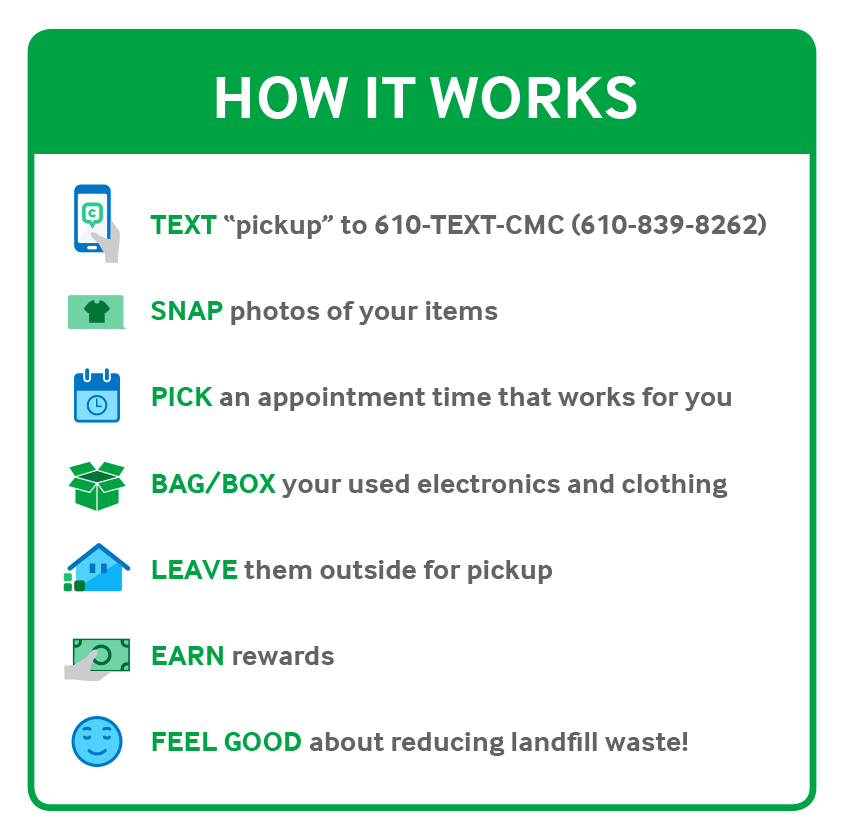 HOW IT WORKS
C
TEXT “pickup” to 610-TEXT-CMC (610-839-8262)
SNAP photos of your items
PICK an appointment time that works for you
BAG/BOX your used electronics and clothing
LEAVE them outside for pickup
EARN rewards
FEEL GOOD about reducing landfill waste!